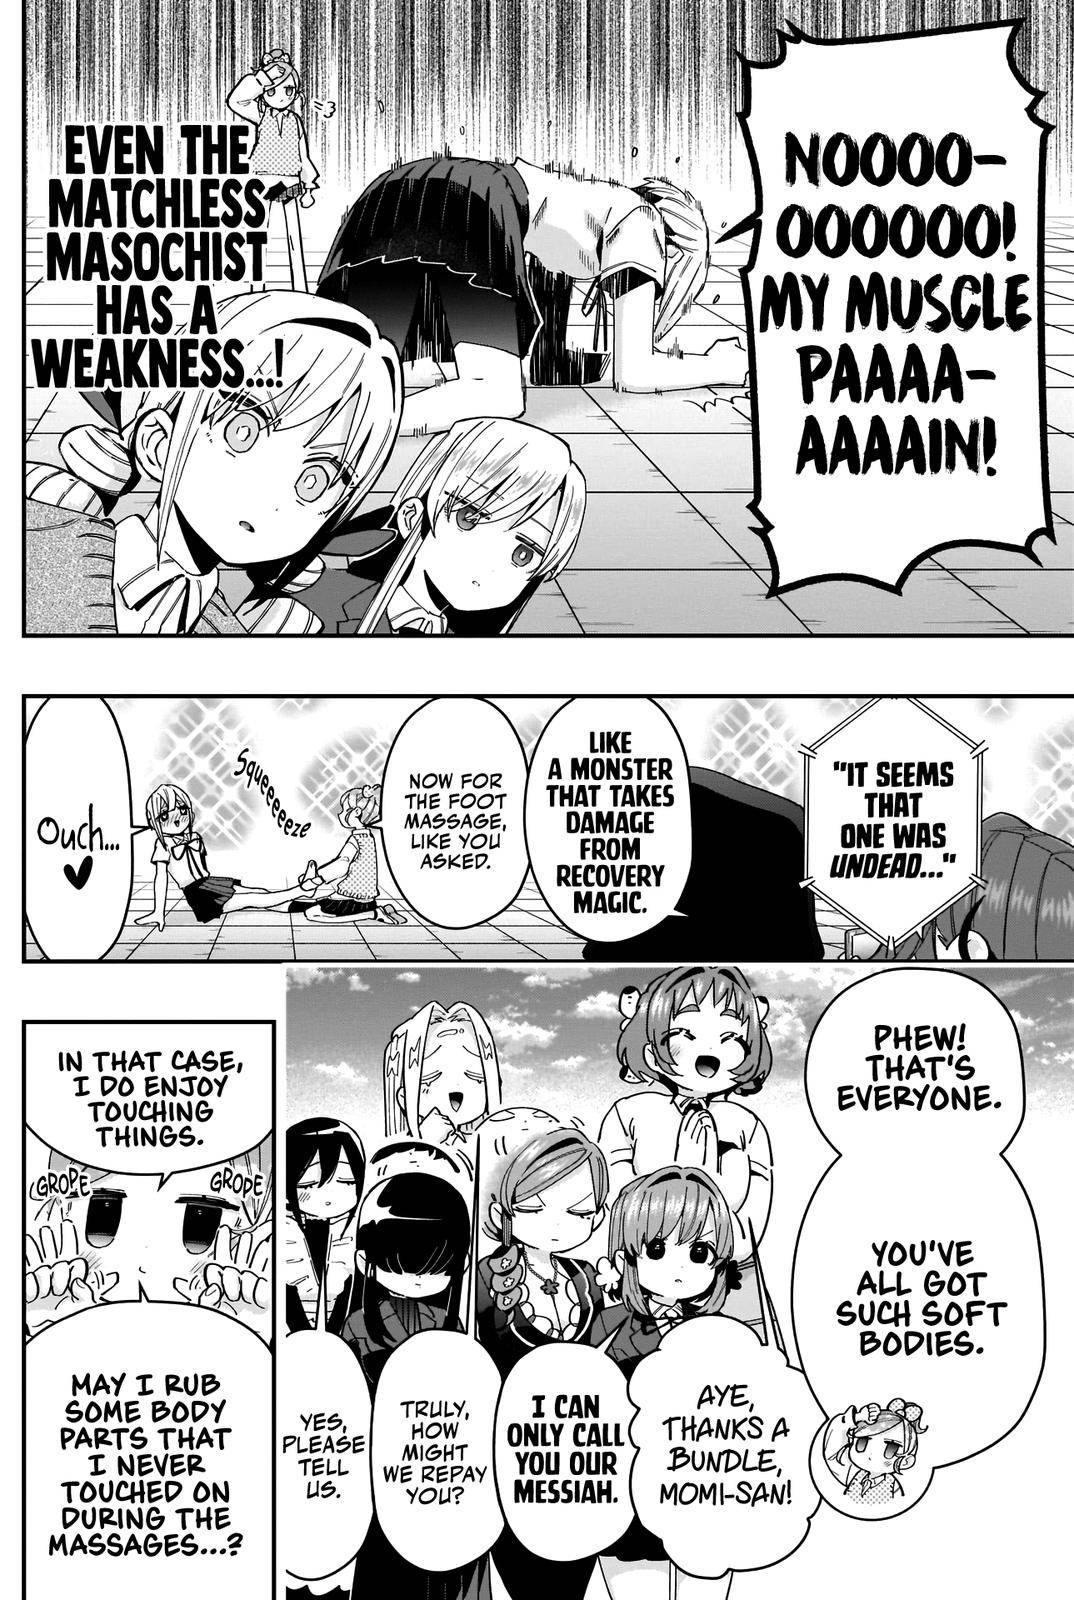 NOOOO-
OOOOOO!
MY MUSCLE
PAAAA-
AAAAIN!
EVEN THE
MATCHLESS
MASOCHIST
HAS A
WEAKNESS...!
"IT SEEMS
THAT
ONE WAS
UNDEAD..."
LIKE
A MONSTER
THAT TAKES
DAMAGE
FROM
RECOVERY
MAGIC.
NOW FOR
THE FOOT
MASSAGE,
LIKE YOU
ASKED.
Squeeeeeze
Ouch...
♥
PHEW!
THAT'S
EVERYONE.
YOU'VE
ALL GOT
SUCH SOFT
BODIES.
AYE,
THANKS A
BUNDLE,
MOMI-SAN!
I CAN
ONLY CALL
YOU OUR
MESSIAH.
TRULY,
HOW
MIGHT
WE REPAY
YOU?
YES,
PLEASE
TELL
US.
IN THAT CASE,
I DO ENJOY
TOUCHING
THINGS.
GROPE
GROPE
MAY I RUB
SOME BODY
PARTS THAT
I NEVER
TOUCHED ON
DURING THE
MASSAGES...?